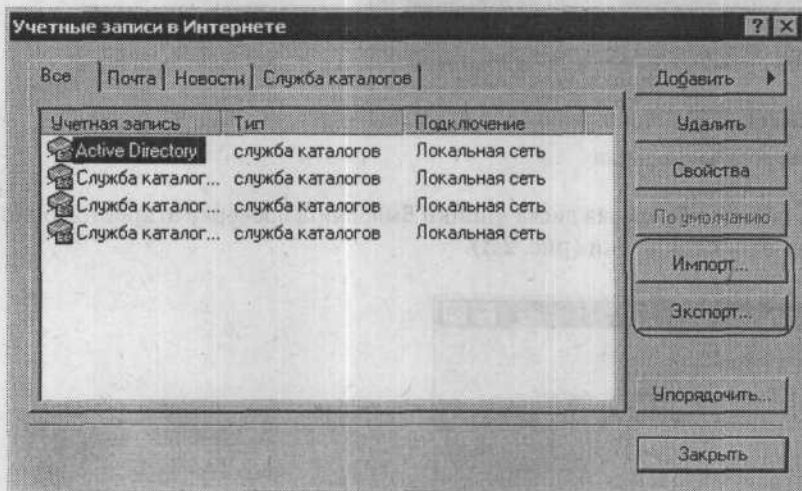 Учетные записи в Интернете
Все Почта Новости Служба каталогов
Учетная запись Тип Подключение
Active Directory служба каталогов Локальная сеть
Служба каталог... служба каталогов Локальная сеть
Служба каталог... служба каталогов Локальная сеть
Служба каталог... служба каталогов Локальная сеть
Добавить
Удалить
Свойства
По умолчанию
Импорт...
Экспорт...
Упорядочить...
Закрыть